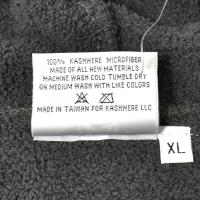 100% KASHWERE MICROFIBER
MADE OF ALL NEW MATERIALS
MACHINE WASH COLD TUMBLE DRY
ON MEDIUM WASH WITH LIKE COLORS
MADE IN TAIWAN FOR KASHWERE LLC
XL